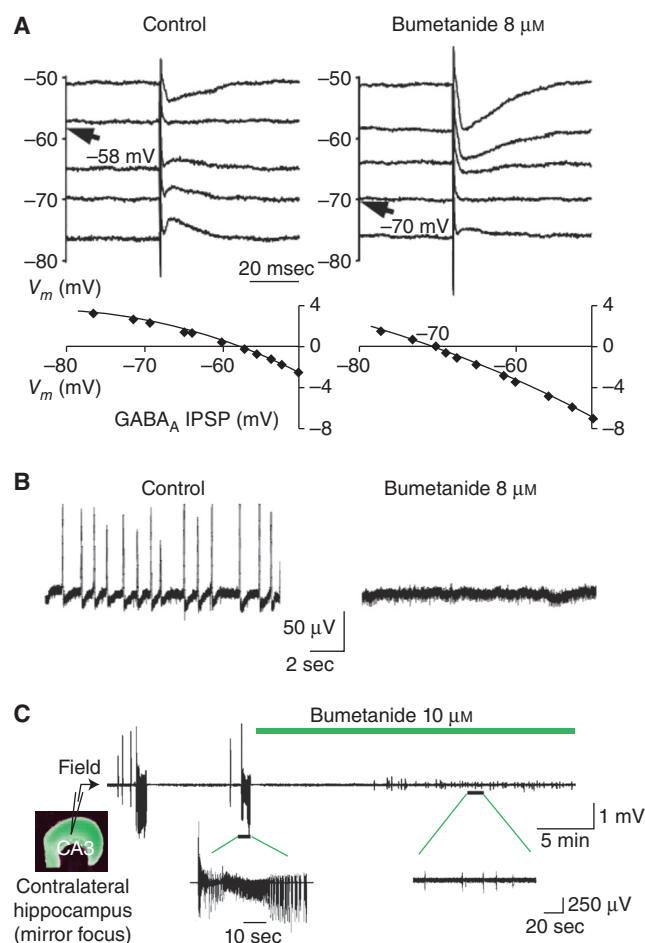 A
Control
Bumetanide 8 μM
−50
−60
−70
−80
−58 mV
20 msec
Vm (mV)
−50
−60
−70
−80
−70 mV
4
0
−4
−8
−80
−70
−60
Vm (mV)
GABAA IPSP (mV)
4
0
−4
−8
−80
−70
−60
B
Control
Bumetanide 8 μM
50 μV
2 sec
C
Bumetanide 10 μM
Field
CA3
Contralateral
hippocampus
(mirror focus)
1 mV
5 min
10 sec
250 μV
20 sec